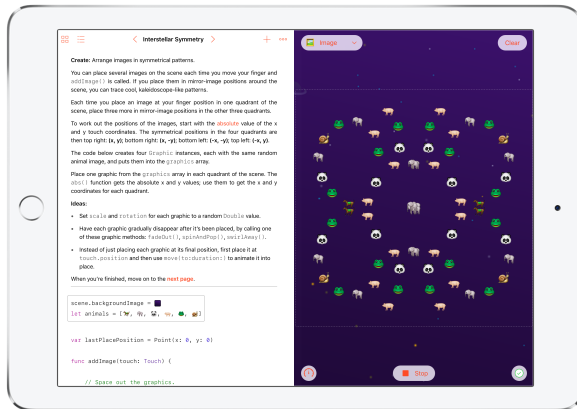 Interstellar Symmetry
Image
Clear
Create: Arrange images in symmetrical patterns.
You can place several images on the scene each time you move your finger and
addImage() is called. If you place them in mirror-image positions around the
scene, you can trace cool, kaleidoscope-like patterns.
Each time you place an image at your finger position in one quadrant of the
scene, place three more in mirror-image positions in the other three quadrants.
To work out the positions of the images, start with the absolute value of the x
and y touch coordinates. The symmetrical positions in the four quadrants are
then top right: (x, y); bottom right: (x, -y); bottom left: (-x, -y); top left: (-x, y).
The code below creates four Graphic instances, each with the same random
animal image, and puts them into the graphics array.
Place one graphic from the graphics array in each quadrant of the scene. The
abs() function gets the absolute x and y values; use them to get the x and y
coordinates for each quadrant.
Ideas:
• Set scale and rotation for each graphic to a random Double value.
• Have each graphic gradually disappear after it's been placed, by calling one
of these graphic methods: fadeOut(), spinAndPop(), swirlAway().
• Instead of just placing each graphic at its final position, first place it at
touch.position and then use move(to:duration:) to animate it into
place.
When you're finished, move on to the next page.
scene.backgroundImage =
let animals = [ , , , , , ]
var lastPlacePosition = Point(x: 0, y: 0)
func addImage(touch: Touch) {
// Space out the graphics.
Stop